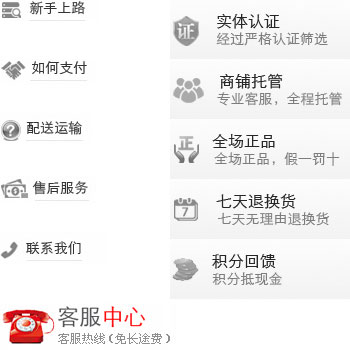 新手上路
如何支付
配送运输
售后服务
联系我们
客服中心
客服热线(免长途费)
证
实体认证
经过严格认证筛选
商铺托管
专业客服，全程托管
正
全场正品
全场正品，假一罚十
7
七天退换货
七天无理由退换货
积分回馈
积分抵现金